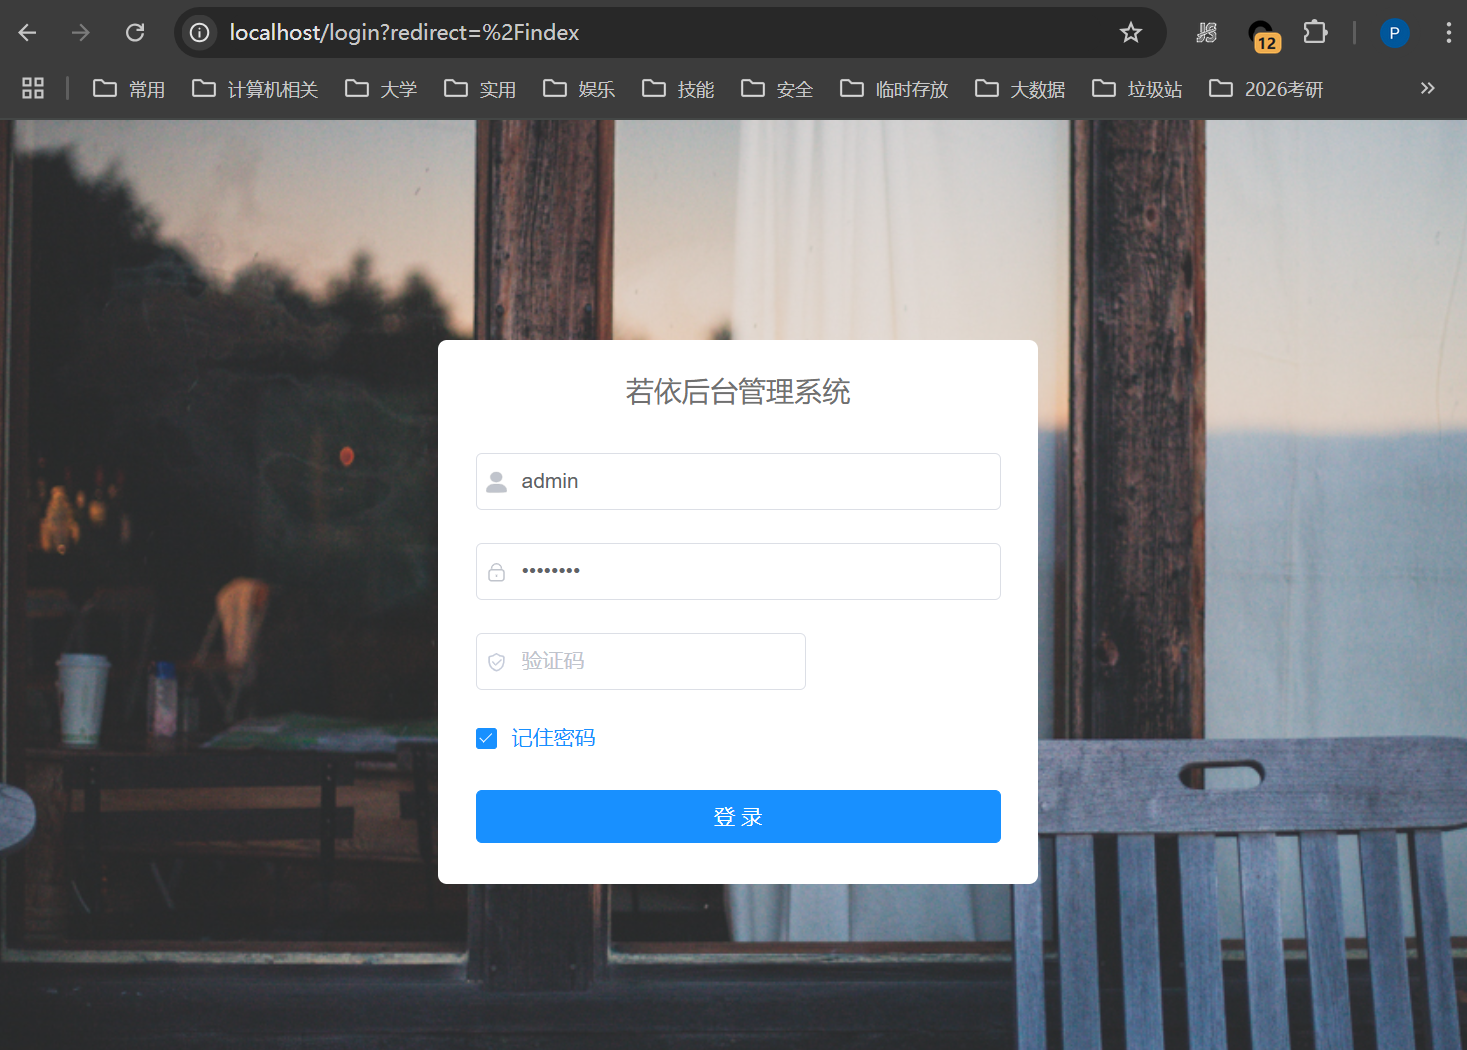 localhost/login?redirect=%2Findex
12
P
常用 计算机相关 大学 实用 娱乐 技能 安全 临时存放 大数据 垃圾站 2026考研
若依后台管理系统
admin
••••••••
验证码
记住密码
登 录